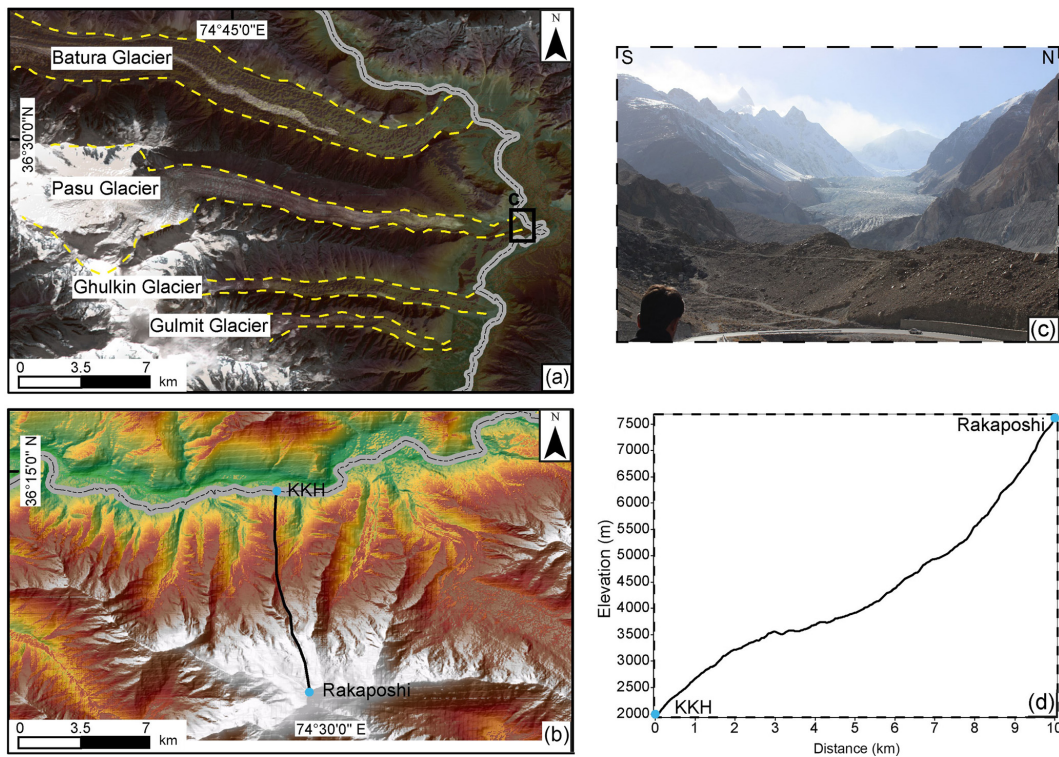 74°45'0"E
N
Batura Glacier
36°30'0"N
Pasu Glacier
C
Ghulkin Glacier
Gulmit Glacier
0 3.5 7
km
(a)
S N
(c)
N
36°15'0" N
KKH
Rakaposhi
0 3.5 7
km
74°30'0" E
(b)
7500
7000
6500
6000
5500
5000
4500
4000
3500
3000
2500
2000
Elevation (m)
Rakaposhi
KKH
(d)
0 1 2 3 4 5 6 7 8 9 10
Distance (km)